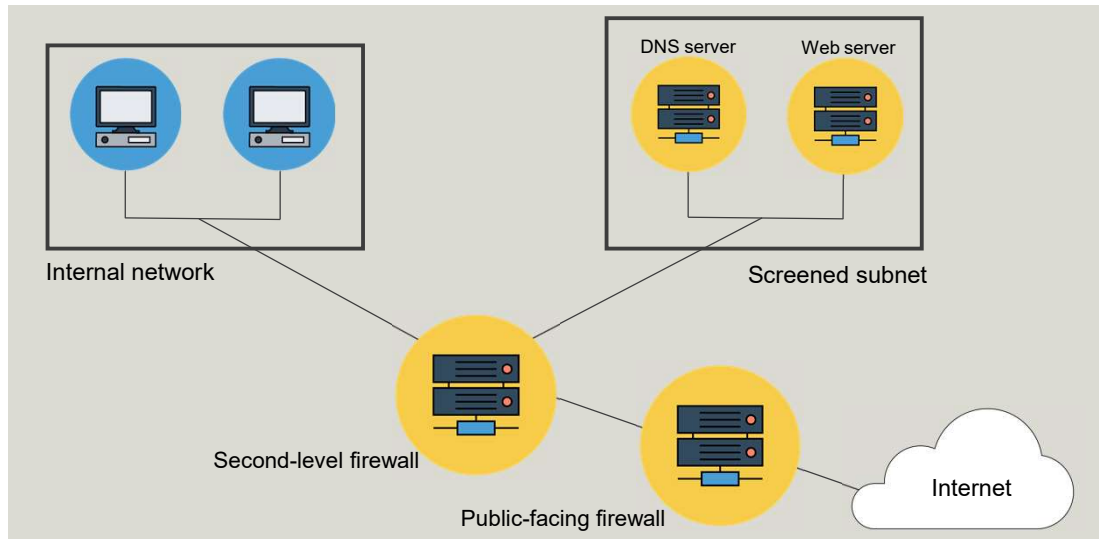 DNS server
Web server
Internal network
Screened subnet
Second-level firewall
Public-facing firewall
Internet